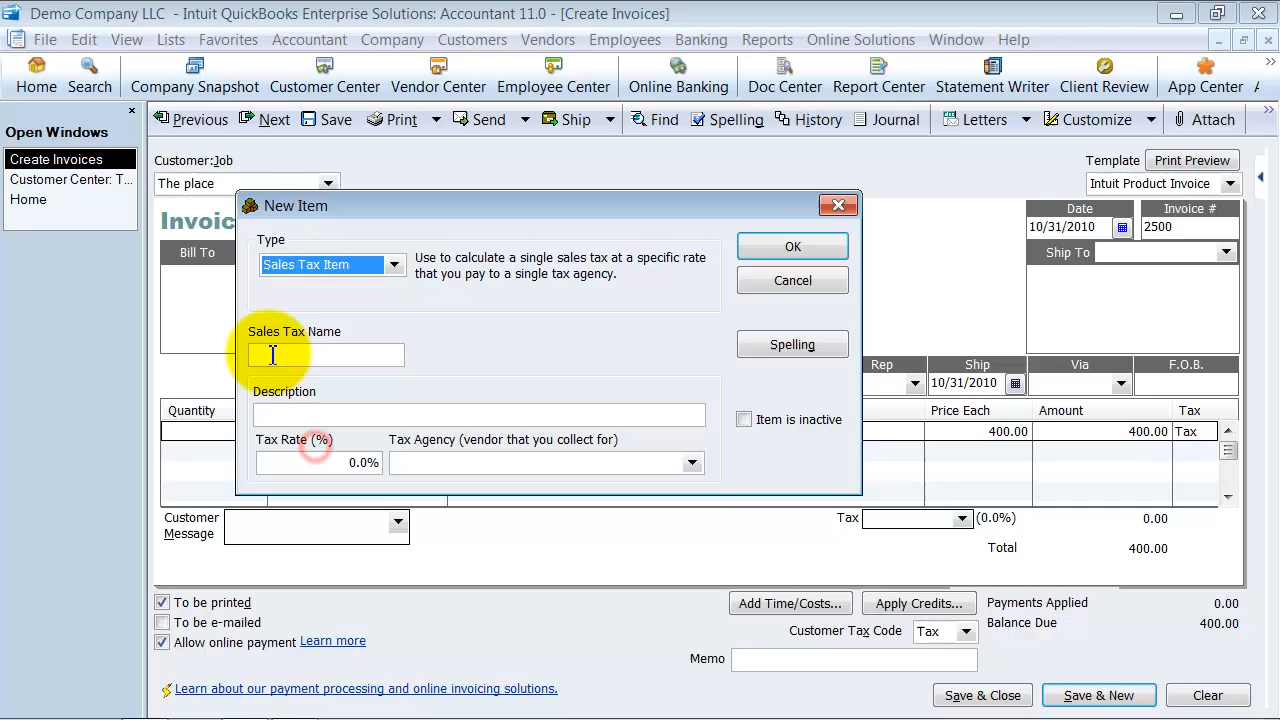 Demo Company LLC - Intuit QuickBooks Enterprise Solutions: Accountant 11.0 - [Create Invoices]
File Edit View Lists Favorites Accountant Company Customers Vendors Employees Banking Reports Online Solutions Window Help
Home Search Company Snapshot Customer Center Vendor Center Employee Center Online Banking Doc Center Report Center Statement Writer Client Review App Center
Open Windows
Create Invoices
Customer Center: T...
Home
Previous Next Save Print Send Ship Find Spelling History Journal Letters Customize Attach
Customer:Job
The place
Template Print Preview
Intuit Product Invoice
Invoic
Date Invoice #
10/31/2010 2500
Bill To
Ship To
New Item
Type
Sales Tax Item
Use to calculate a single sales tax at a specific rate
that you pay to a single tax agency.
OK
Cancel
Sales Tax Name
Spelling
Description
Item is inactive
Tax Rate (%) Tax Agency (vendor that you collect for)
0.0%
Rep Ship Via F.O.B.
10/31/2010
Quantity Price Each Amount Tax
400.00 400.00 Tax
Customer
Message
Tax (0.0%) 0.00
Total 400.00
To be printed
To be e-mailed
Allow online payment Learn more
Add Time/Costs... Apply Credits...
Payments Applied 0.00
Customer Tax Code Tax
Balance Due 400.00
Memo
Learn about our payment processing and online invoicing solutions.
Save & Close Save & New Clear